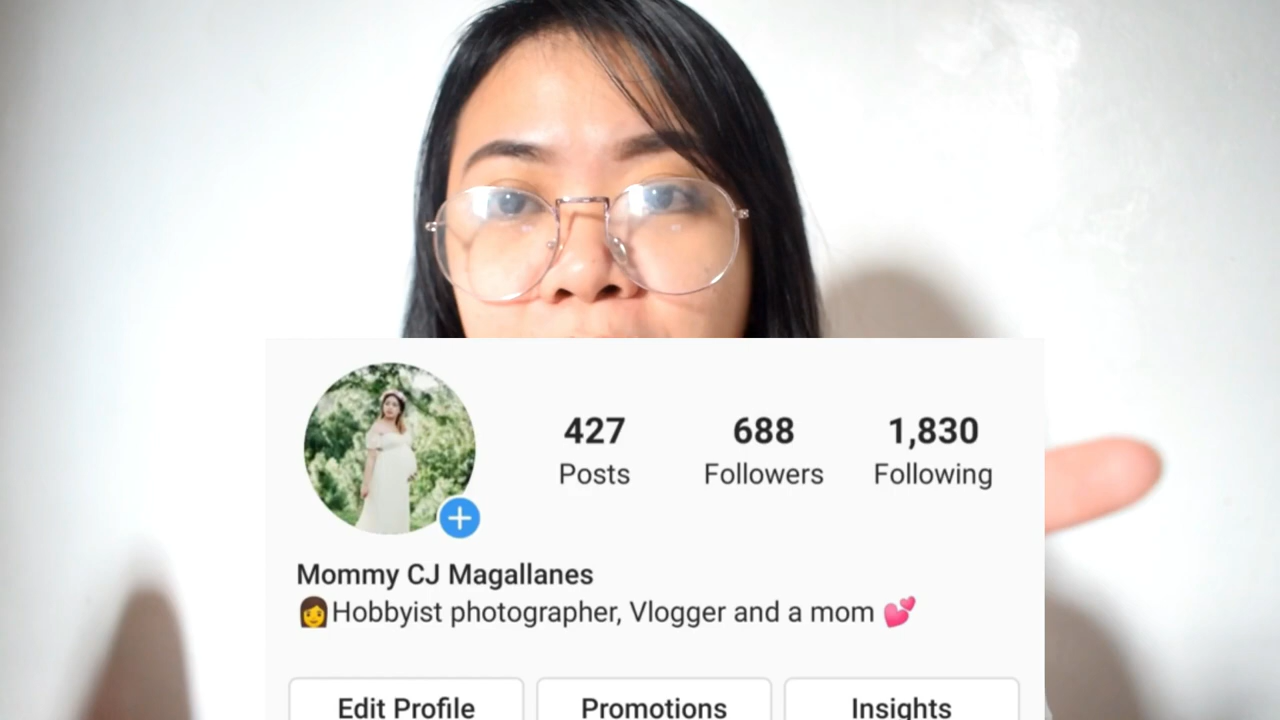 427 688 1,830
Posts Followers Following
Mommy CJ Magallanes
👩Hobbyist photographer, Vlogger and a mom 💕
Edit Profile Promotions Insights